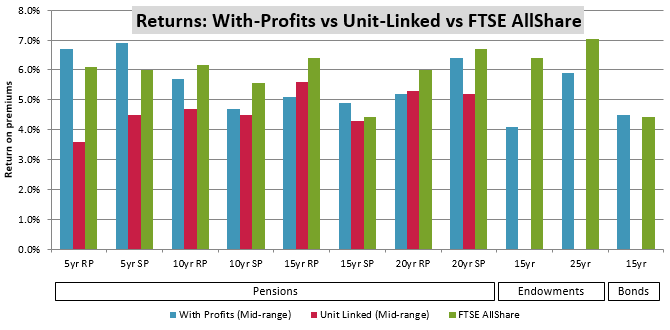 Returns: With-Profits vs Unit-Linked vs FTSE AllShare
Return on premiums
8.0%
7.0%
6.0%
5.0%
4.0%
3.0%
2.0%
1.0%
0.0%
5yr RP 5yr SP 10yr RP 10yr SP 15yr RP 15yr SP 20yr RP 20yr SP 15yr 25yr 15yr
Pensions Endowments Bonds
With Profits (Mid-range) Unit Linked (Mid-range) FTSE AllShare